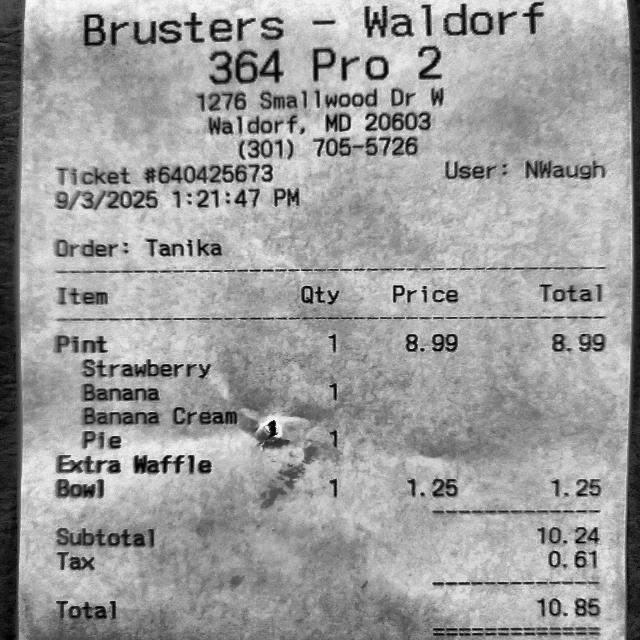 Brusters - Waldorf
364 Pro 2
1276 Smallwood Dr W
Waldorf, MD 20603
(301) 705-5726
Ticket #640425673 User: NWaugh
9/3/2025 1:21:47 PM
Order: Tanika
Item Qty Price Total
Pint 1 8.99 8.99
Strawberry
Banana 1
Banana Cream
Pie 1
Extra Waffle
Bowl 1 1.25 1.25
Subtotal 10.24
Tax 0.61
Total 10.85